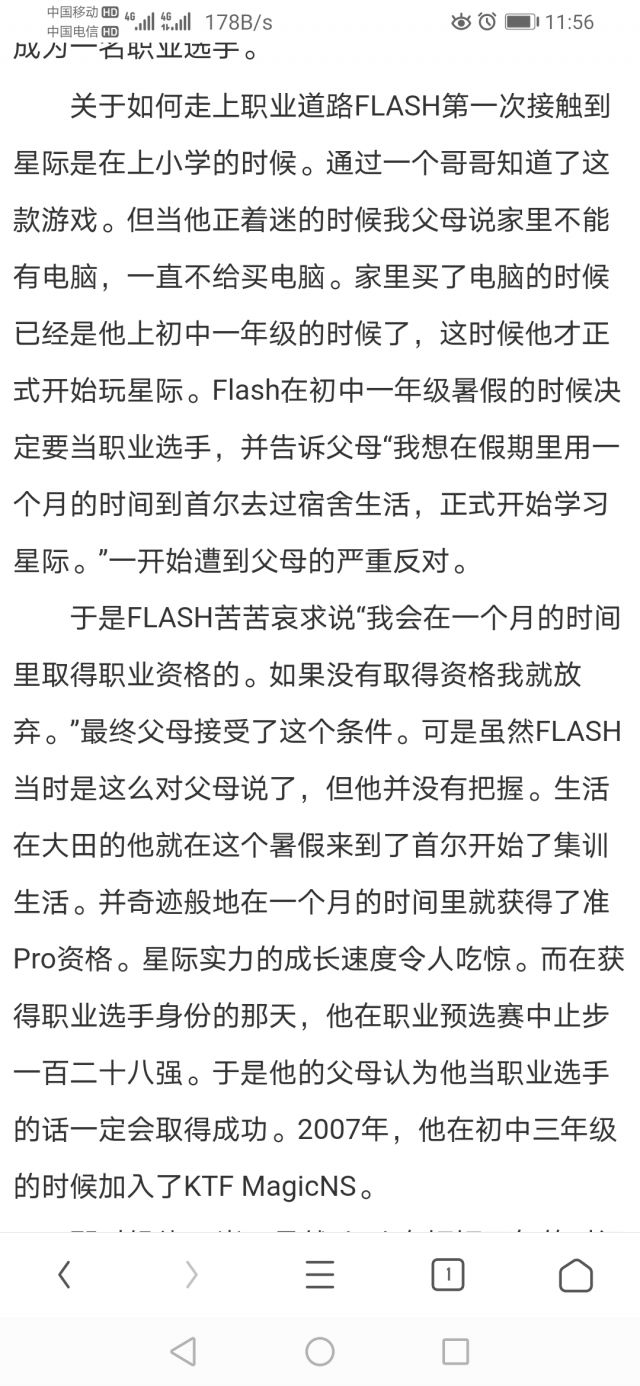 中国移动 HD 4G 4G 178B/s 11:56
中国电信 HD
成为一名职业选手。
关于如何走上职业道路FLASH第一次接触到
星际是在上小学的时候。通过一个哥哥知道了这
款游戏。但当他正着迷的时候我父母说家里不能
有电脑，一直不给买电脑。家里买了电脑的时候
已经是他上初中一年级的时候了，这时候他才正
式开始玩星际。Flash在初中一年级暑假的时候决
定要当职业选手，并告诉父母“我想在假期里用一
个月的时间到首尔去过宿舍生活，正式开始学习
星际。”一开始遭到父母的严重反对。
于是FLASH苦苦哀求说“我会在一个月的时间
里取得职业资格的。如果没有取得资格我就放
弃。”最终父母接受了这个条件。可是虽然FLASH
当时是这么对父母说了，但他并没有把握。生活
在大田的他就在这个暑假来到了首尔开始了集训
生活。并奇迹般地在一个月的时间里就获得了准
Pro资格。星际实力的成长速度令人吃惊。而在获
得职业选手身份的那天，他在职业预选赛中止步
一百二十八强。于是他的父母认为他当职业选手
的话一定会取得成功。2007年，他在初中三年级
的时候加入了KTF MagicNS。
1